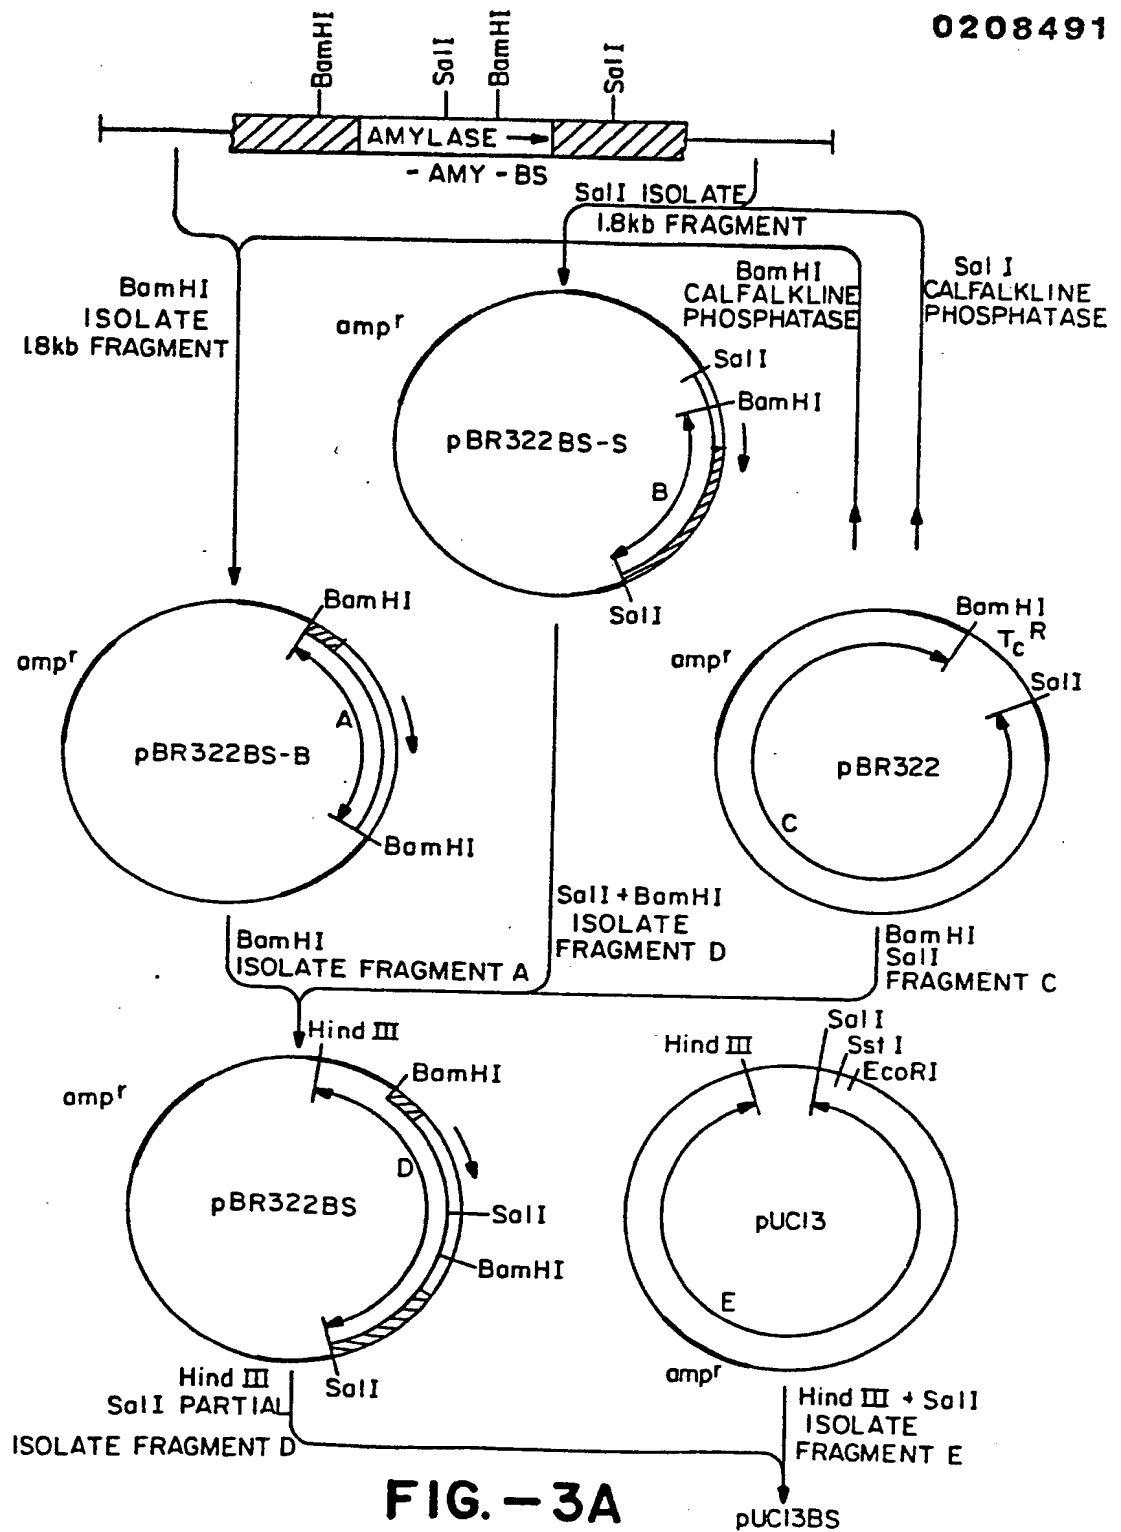 0208491
BamHI
SalI
BamHI
SalI
AMYLASE
- AMY - BS
SalI ISOLATE
1.8kb FRAGMENT
BamHI
ISOLATE
1.8kb FRAGMENT
BamHI
CALFALKLINE
PHOSPHATASE
Sal I
CALFALKLINE
PHOSPHATASE
ampr
SalI
BamHI
pBR322BS-S
B
SalI
BamHI
ampr
A
pBR322BS-B
BamHI
BamHI
TcR
ampr
SalI
pBR322
C
BamHI
ISOLATE FRAGMENT A
SalI + BamHI
ISOLATE
FRAGMENT D
BamHI
SalI
FRAGMENT C
Hind III
BamHI
ampr
D
pBR322BS
SalI
BamHI
SalI
Hind III
SalI
SstI
EcoRI
pUC13
E
ampr
Hind III
SalI PARTIAL
ISOLATE FRAGMENT D
Hind III + SalI
ISOLATE
FRAGMENT E
FIG. - 3A
pUC13BS